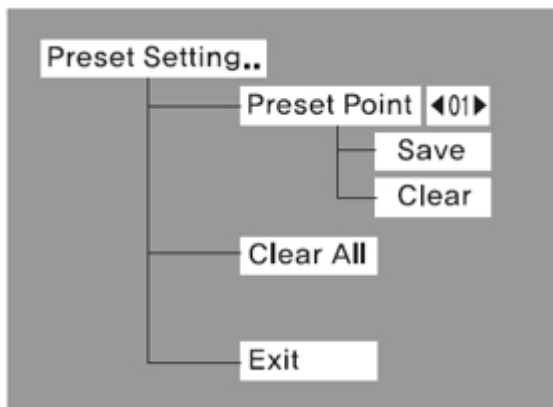 Preset Setting..
Preset Point ◀01▶
Save
Clear
Clear All
Exit